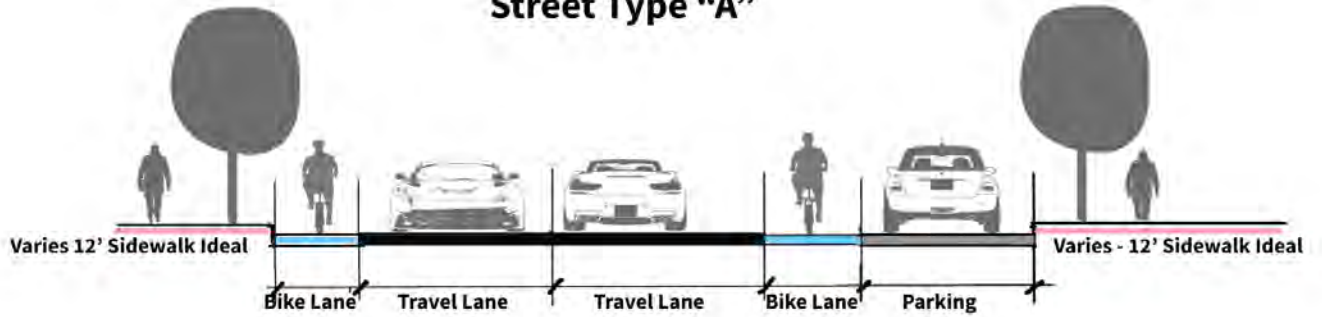 Street Type “A”
Varies 12’ Sidewalk Ideal
Varies - 12’ Sidewalk Ideal
Bike Lane
Travel Lane
Travel Lane
Bike Lane
Parking